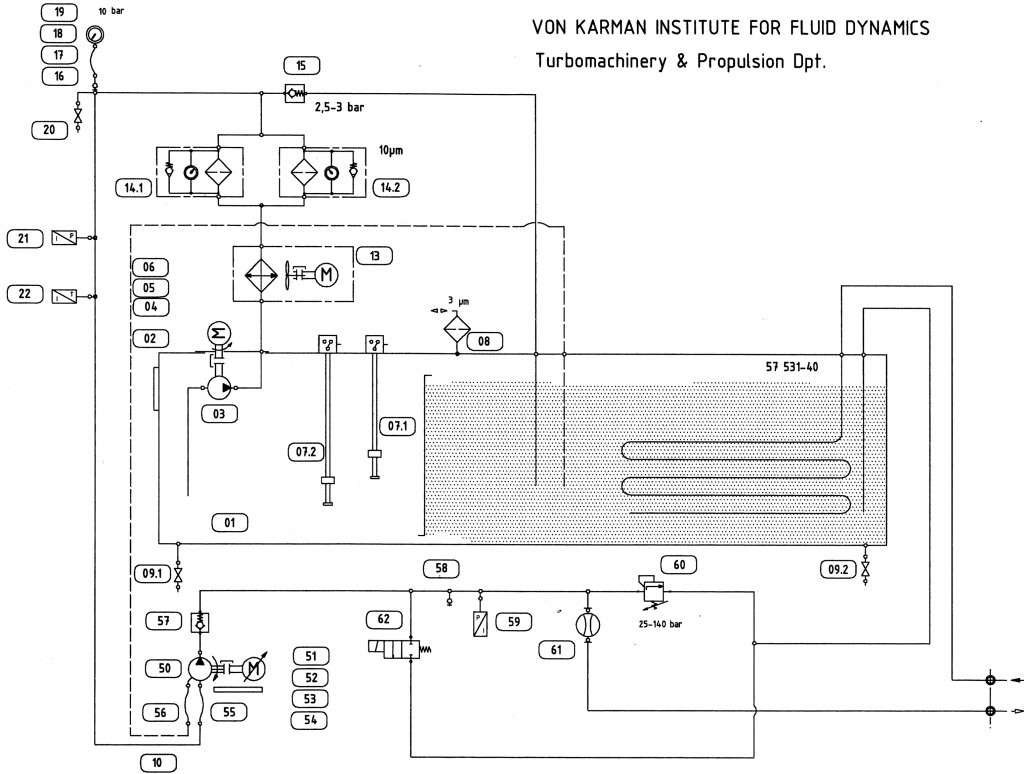 19
10 bar
18
17
16
VON KARMAN INSTITUTE FOR FLUID DYNAMICS
Turbomachinery & Propulsion Dpt.
15
2,5-3 bar
20
10µm
14.1
14.2
21
I P
13
06
05
22
I T
04
M
3 µm
02
M
08
57 531-40
03
07.1
07.2
01
09.1
58
60
09.2
57
62
P I
59
25-140 bar
61
50
M
51
52
53
56
55
54
10